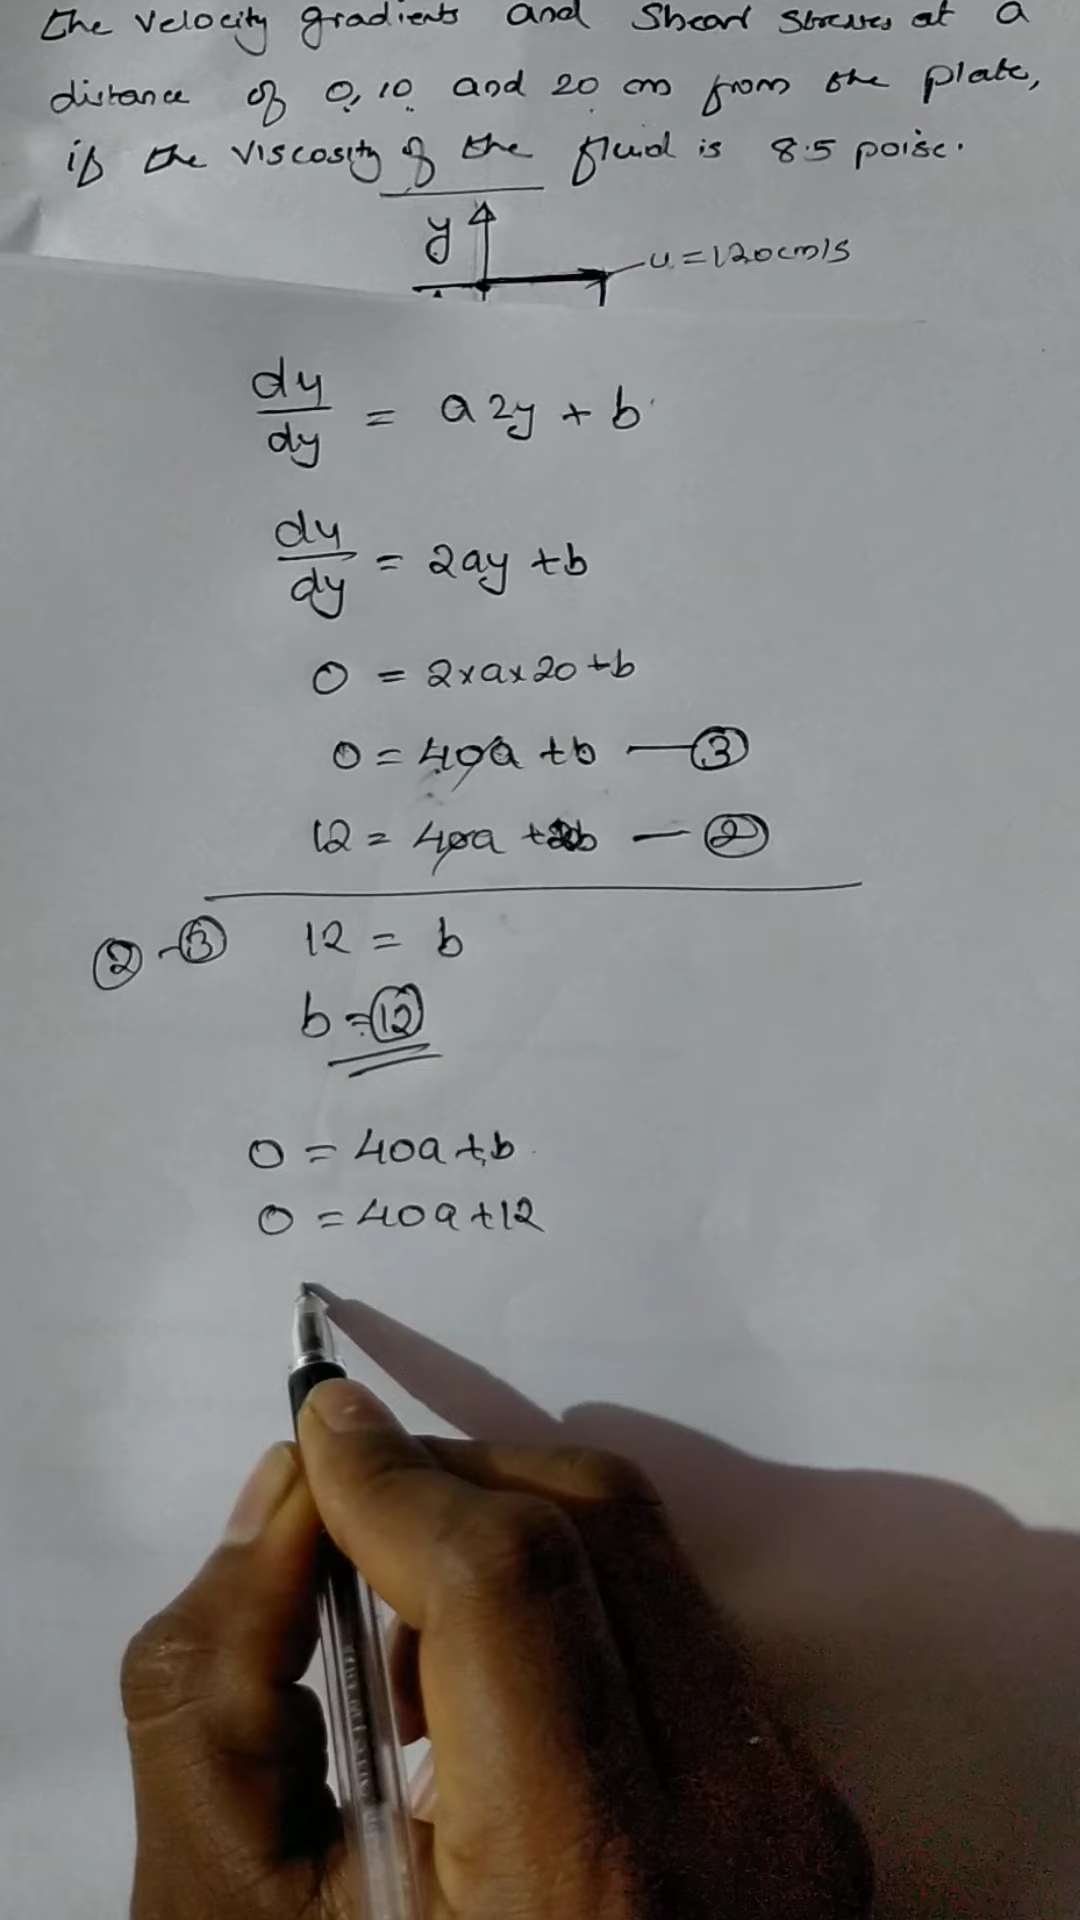 the velocity gradients and Shear Stresses at a
distance of 0, 10 and 20 cm from the plate,
if the viscosity of the fluid is 8.5 poise.
y
u = 120cm/s
du/dy = a2y + b
du/dy = 2ay + b
0 = 2×a×20+b
0 = 40a + b — ③
12 = 40a + b — ②
② - ③ 12 = b
b = 12
0 = 40a + b
0 = 40a + 12